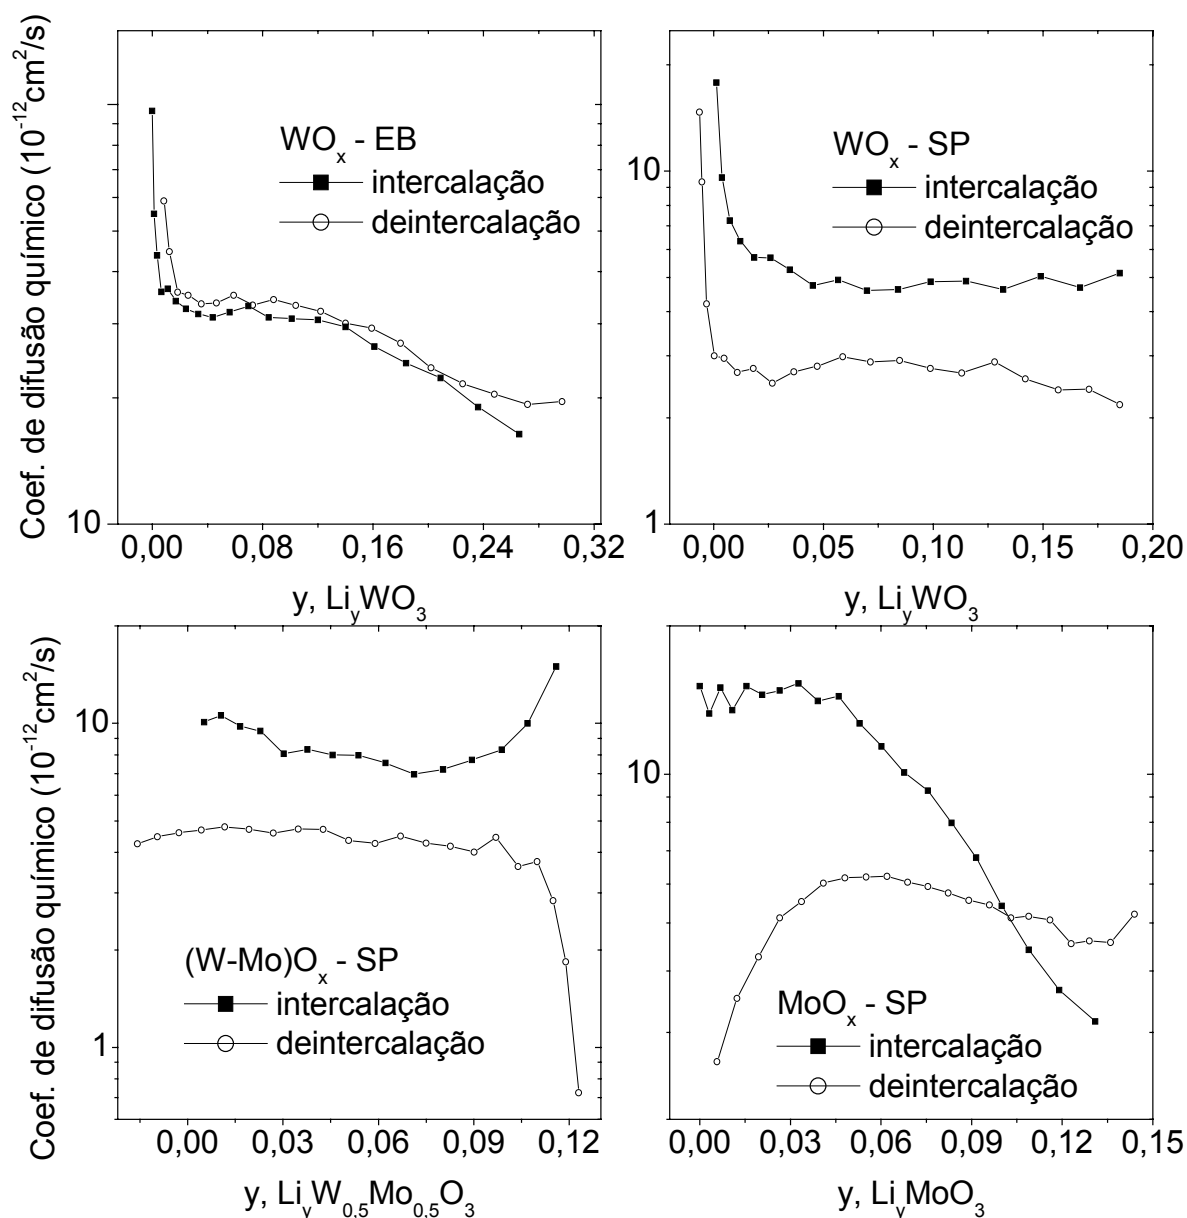 Coef. de difusão químico (10⁻¹²cm²/s)
WOₓ - EB
intercalação
deintercalação
10
0,00 0,08 0,16 0,24 0,32
y, LiᵧWO₃
WOₓ - SP
intercalação
deintercalação
10
1
0,00 0,05 0,10 0,15 0,20
y, LiᵧWO₃
Coef. de difusão químico (10⁻¹²cm²/s)
10
(W-Mo)Oₓ - SP
intercalação
deintercalação
1
0,00 0,03 0,06 0,09 0,12
y, LiᵧW₀,₅Mo₀,₅O₃
10
MoOₓ - SP
intercalação
deintercalação
0,00 0,03 0,06 0,09 0,12 0,15
y, LiᵧMoO₃